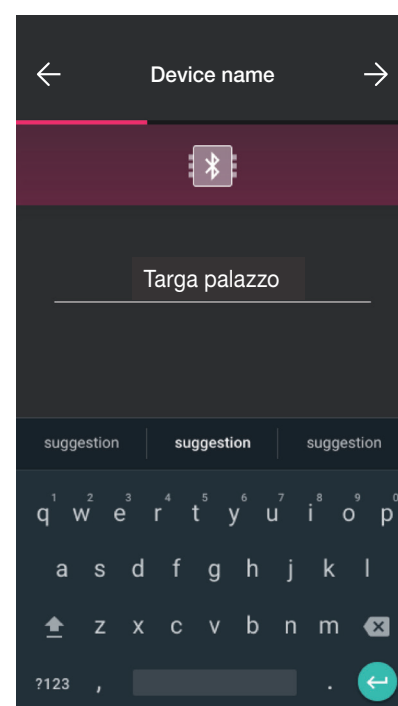 Device name
Targa palazzo
suggestion suggestion suggestion
1 2 3 4 5 6 7 8 9 0
q w e r t y u i o p
a s d f g h j k l
z x c v b n m
?123 , .